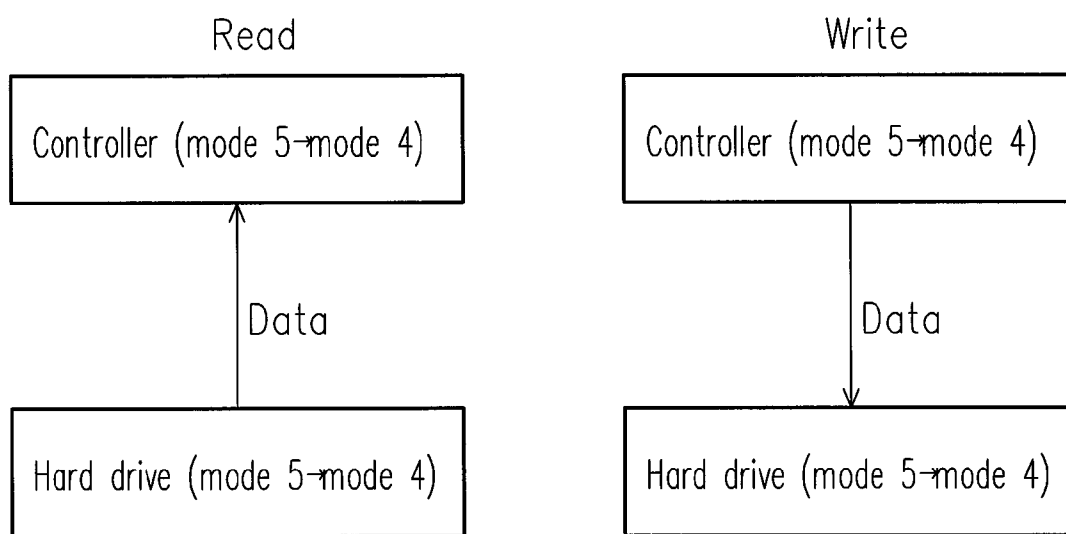 Read
Controller (mode 5→mode 4)
Data
Hard drive (mode 5→mode 4)
Write
Controller (mode 5→mode 4)
Data
Hard drive (mode 5→mode 4)